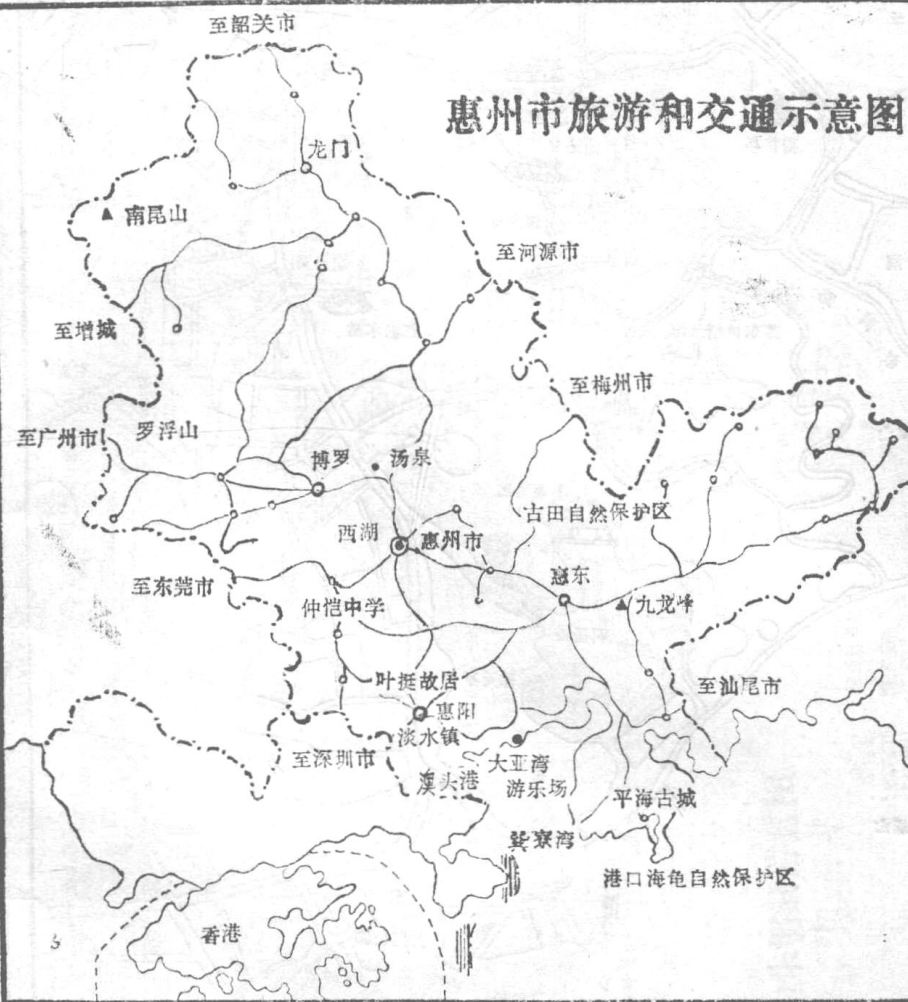 至韶关市
惠州市旅游和交通示意图
龙门
南昆山
至河源市
至增城
至梅州市
至广州市
罗浮山
博罗
汤泉
古田自然保护区
西湖
惠州市
至东莞市
惠东
仲恺中学
九龙峰
叶挺故居
至汕尾市
惠阳
淡水镇
至深圳市
大亚湾
游乐场
澳头港
平海古城
巽寮湾
港口海龟自然保护区
香港